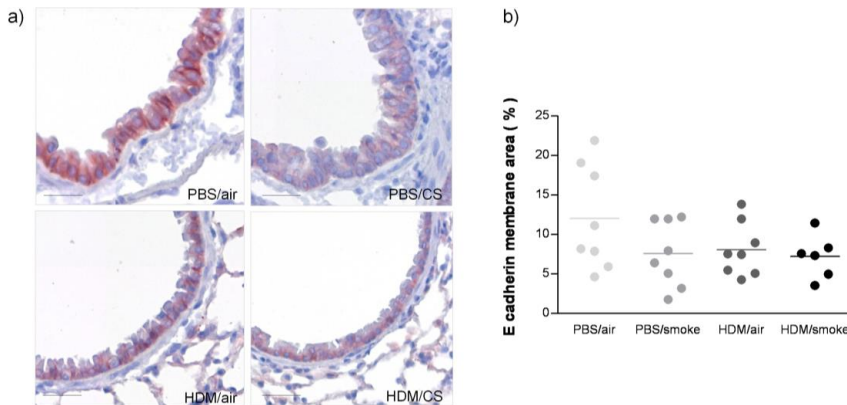 a)
PBS/air
PBS/CS
HDM/air
HDM/CS
b)
E cadherin membrane area ( % )
25
20
15
10
5
0
PBS/air
PBS/smoke
HDM/air
HDM/smoke